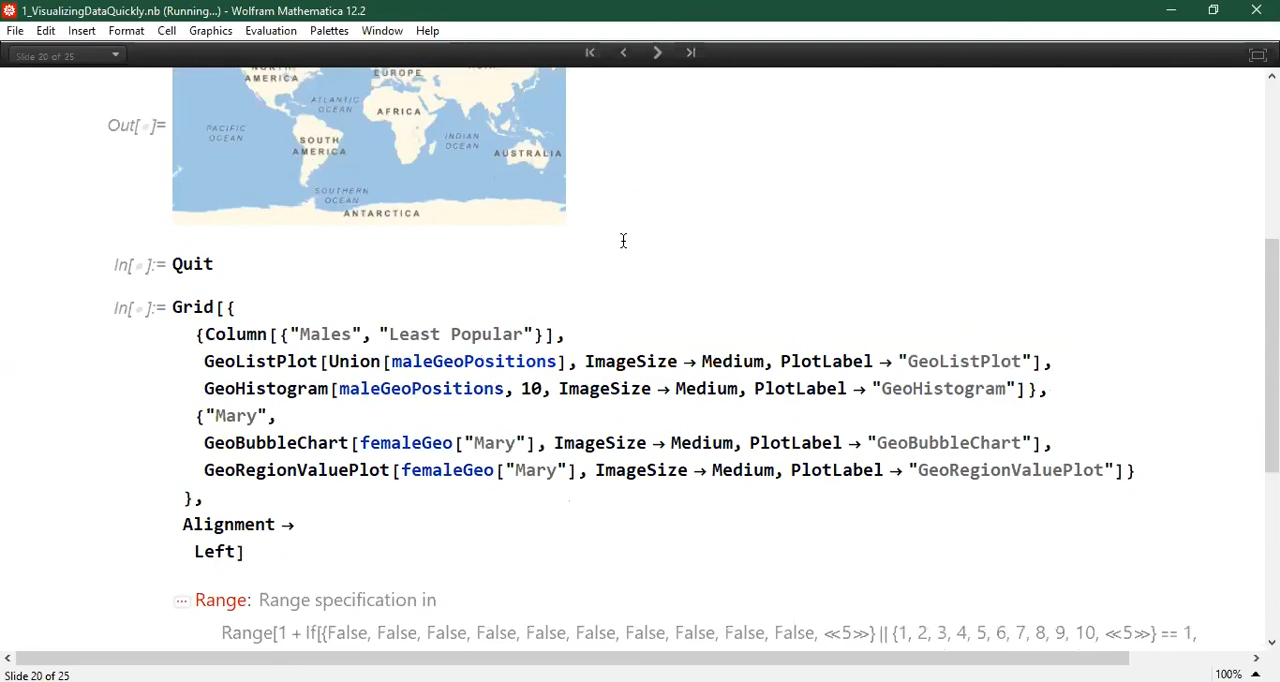 1_VisualizingDataQuickly.nb (Running...) - Wolfram Mathematica 12.2
File Edit Insert Format Cell Graphics Evaluation Palettes Window Help
Slide 20 of 25
AMERICA
EUROPE
ATLANTIC
OCEAN
AFRICA
PACIFIC
OCEAN
SOUTH
AMERICA
INDIAN
OCEAN
AUSTRALIA
SOUTHERN
OCEAN
ANTARCTICA
Out[ ]=
In[ ]:= Quit
In[ ]:= Grid[{
{Column[{"Males", "Least Popular"}],
GeoListPlot[Union[maleGeoPositions], ImageSize → Medium, PlotLabel → "GeoListPlot"],
GeoHistogram[maleGeoPositions, 10, ImageSize → Medium, PlotLabel → "GeoHistogram"]},
{"Mary",
GeoBubbleChart[femaleGeo["Mary"], ImageSize → Medium, PlotLabel → "GeoBubbleChart"],
GeoRegionValuePlot[femaleGeo["Mary"], ImageSize → Medium, PlotLabel → "GeoRegionValuePlot"]}
},
Alignment →
Left]
Range: Range specification in
Range[1 + If[{False, False, False, False, False, False, False, False, False, False, ≪5≫} || {1, 2, 3, 4, 5, 6, 7, 8, 9, 10, ≪5≫} == 1,
Slide 20 of 25
100%